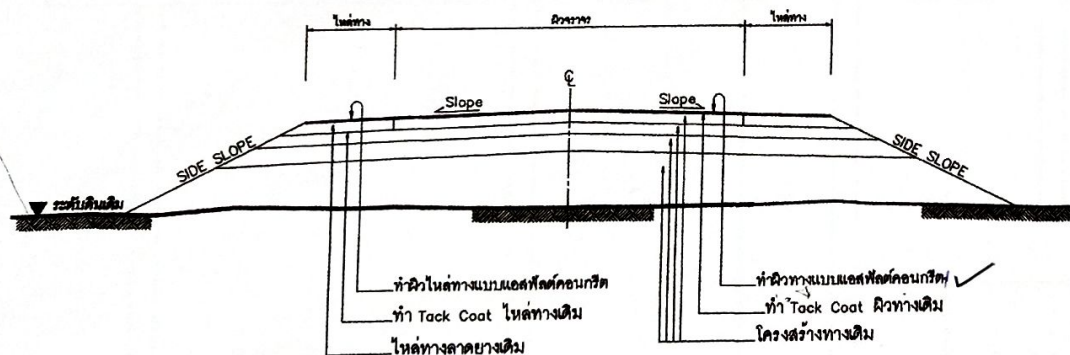 ไหล่ทาง ผิวจราจร ไหล่ทาง
℄
Slope Slope
SIDE SLOPE SIDE SLOPE
ระดับดินเดิม
ทำผิวไหล่ทางแบบแอสฟัลต์คอนกรีต
ทำ Tack Coat ไหล่ทางเดิม
ไหล่ทางลาดยางเดิม
ทำผิวทางแบบแอสฟัลต์คอนกรีต
ทำ Tack Coat ผิวทางเดิม
โครงสร้างทางเดิม